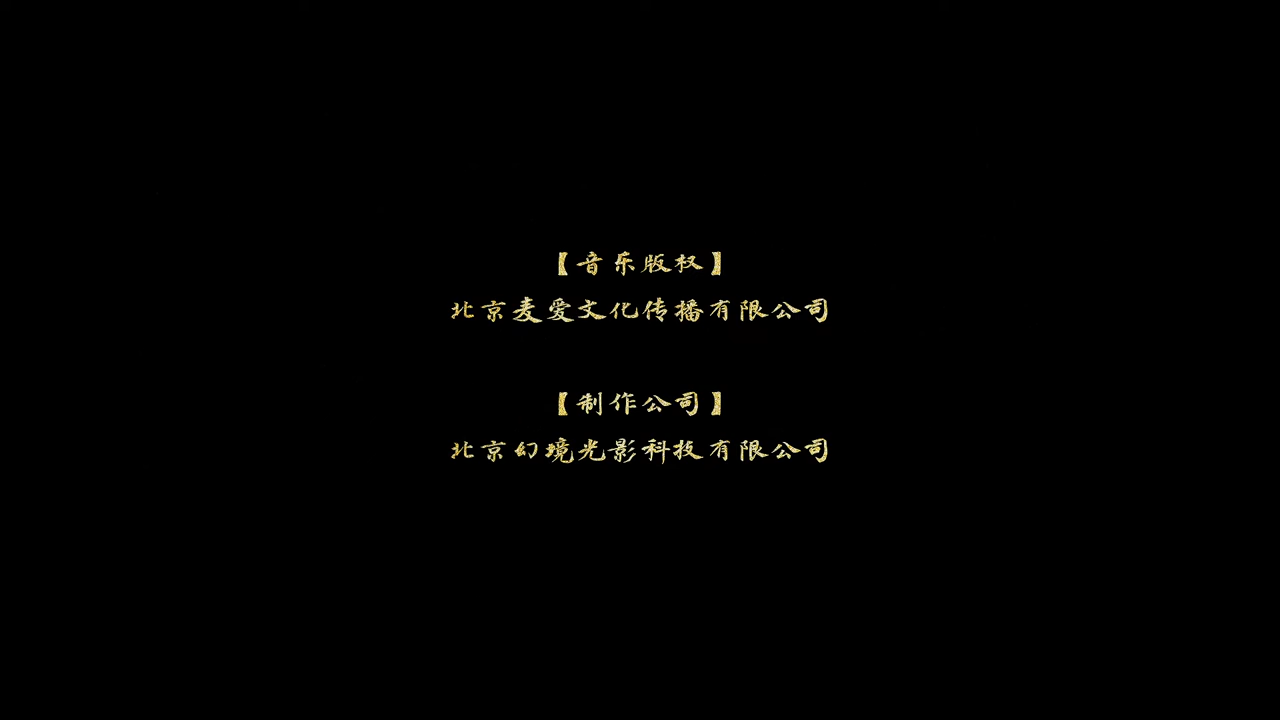 【音乐版权】
北京麦爱文化传播有限公司
【制作公司】
北京幻境光影科技有限公司